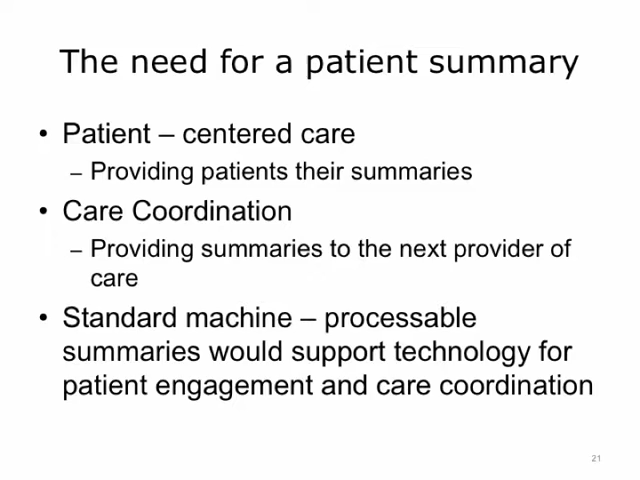 The need for a patient summary
• Patient – centered care
– Providing patients their summaries
• Care Coordination
– Providing summaries to the next provider of
care
• Standard machine – processable
summaries would support technology for
patient engagement and care coordination
21